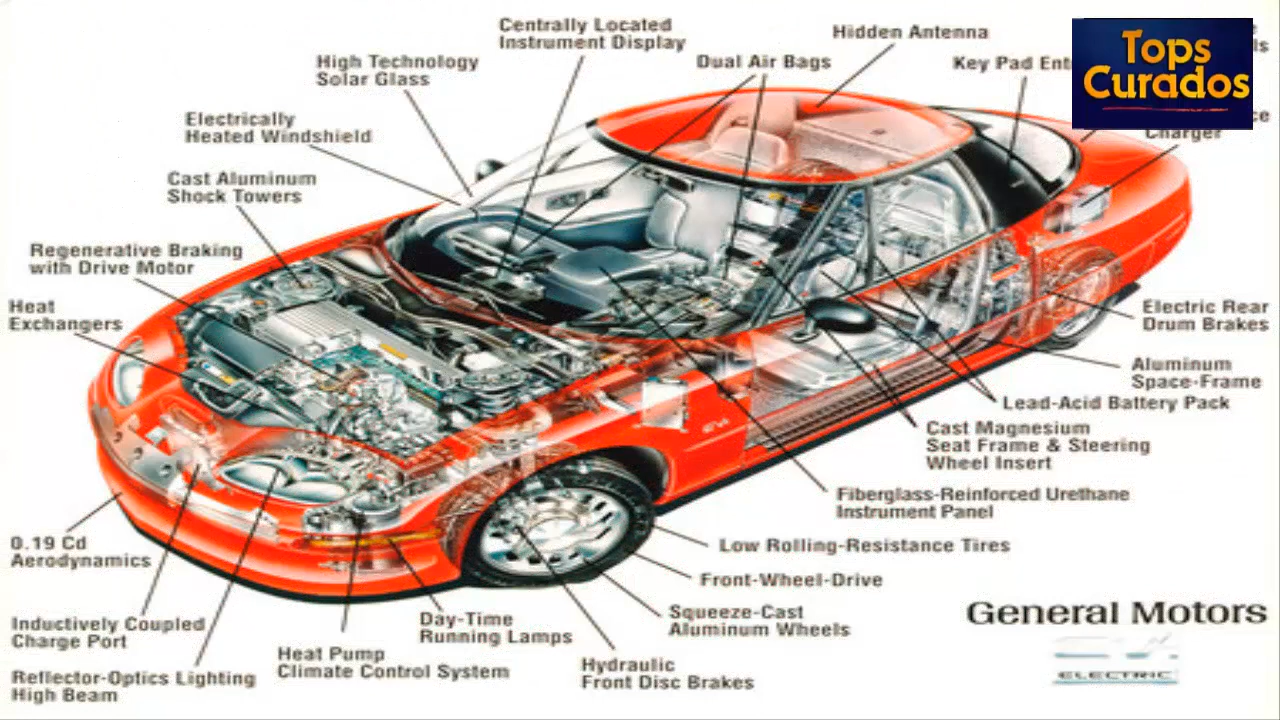 Centrally Located
Instrument Display
Hidden Antenna
Tops
Curados
High Technology
Solar Glass
Dual Air Bags
Key Pad
Electrically
Heated Windshield
Charger
Cast Aluminum
Shock Towers
Regenerative Braking
with Drive Motor
Heat
Exchangers
Electric Rear
Drum Brakes
Aluminum
Space-Frame
Lead-Acid Battery Pack
Cast Magnesium
Seat Frame & Steering
Wheel Insert
Fiberglass-Reinforced Urethane
Instrument Panel
0.19 Cd
Aerodynamics
Low Rolling-Resistance Tires
Front-Wheel-Drive
Squeeze-Cast
Aluminum Wheels
General Motors
EV1
ELECTRIC
Inductively Coupled
Charge Port
Day-Time
Running Lamps
Heat Pump
Climate Control System
Hydraulic
Front Disc Brakes
Reflector-Optics Lighting
High Beam